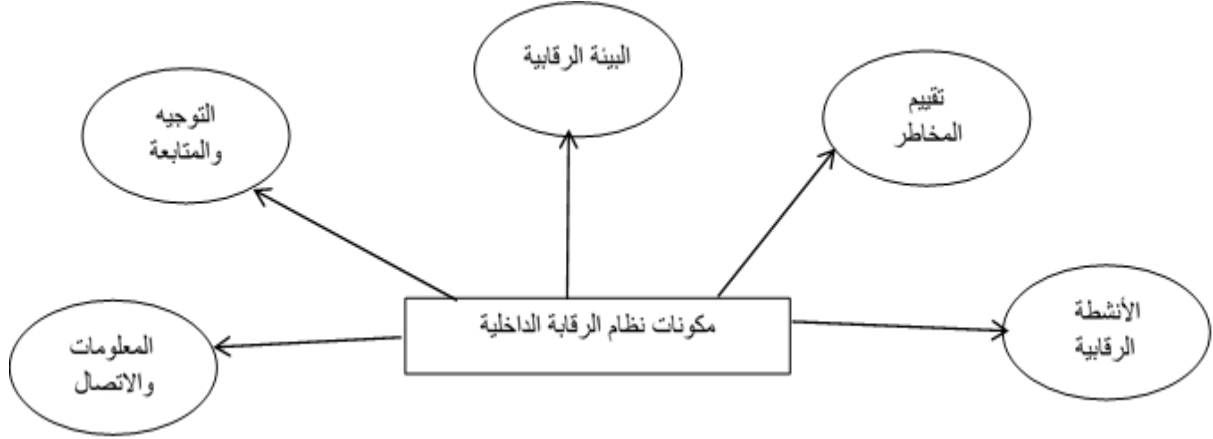 البيئة الرقابية
تقييم
المخاطر
التوجيه
والمتابعة
الأنشطة
الرقابية
مكونات نظام الرقابة الداخلية
المعلومات
والاتصال